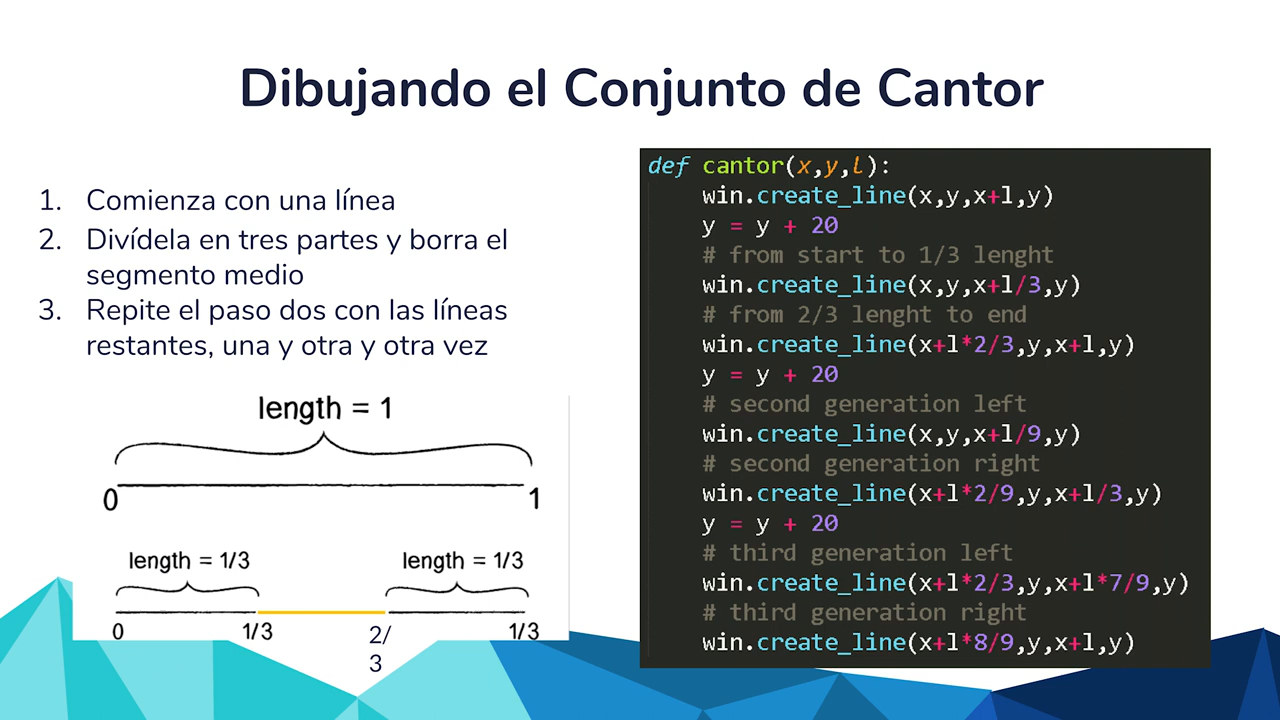 Dibujando el Conjunto de Cantor
1. Comienza con una línea
2. Divídela en tres partes y borra el
segmento medio
3. Repite el paso dos con las líneas
restantes, una y otra y otra vez
length = 1
0 1
length = 1/3 length = 1/3
0 1/3 2/ 1/3
3
def cantor(x,y,l):
win.create_line(x,y,x+l,y)
y = y + 20
# from start to 1/3 lenght
win.create_line(x,y,x+l/3,y)
# from 2/3 lenght to end
win.create_line(x+l*2/3,y,x+l,y)
y = y + 20
# second generation left
win.create_line(x,y,x+l/9,y)
# second generation right
win.create_line(x+l*2/9,y,x+l/3,y)
y = y + 20
# third generation left
win.create_line(x+l*2/3,y,x+l*7/9,y)
# third generation right
win.create_line(x+l*8/9,y,x+l,y)